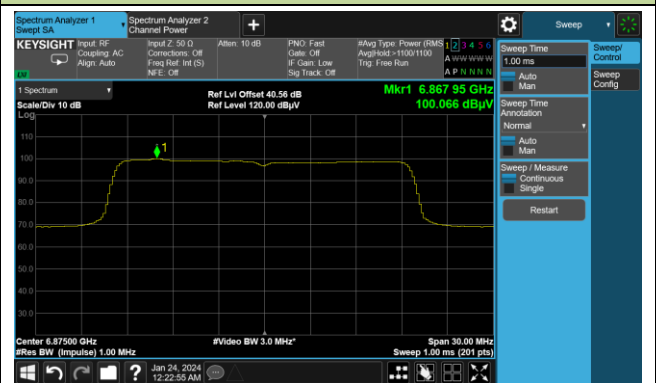 Spectrum Analyzer 1
Swept SA
Spectrum Analyzer 2
Channel Power
+
Sweep
KEYSIGHT
Input: RF
Coupling: AC
Align: Auto
Input Z: 50 Ω
Corrections: Off
Freq Ref: Int (S)
NFE: Off
Atten: 10 dB
PNO: Fast
Gate: Off
IF Gain: Low
Sig Track: Off
#Avg Type: Power (RMS
Avg|Hold:>1100/1100
Trig: Free Run
1 2 3 4 5 6
A W W W W W
A P N N N N
1 Spectrum
Scale/Div 10 dB
Log
Ref Lvl Offset 40.56 dB
Ref Level 120.00 dBµV
Mkr1 6.867 95 GHz
100.066 dBµV
1
110
100
90.0
80.0
70.0
60.0
50.0
40.0
30.0
Center 6.87500 GHz
#Res BW (Impulse) 1.00 MHz
#Video BW 3.0 MHz*
Span 30.00 MHz
Sweep 1.00 ms (201 pts)
Sweep Time
1.00 ms
Auto
Man
Sweep Time
Annotation
Normal
Auto
Man
Sweep / Measure
Continuous
Single
Restart
Sweep/
Control
Sweep
Config
?
Jan 24, 2024
12:22:55 AM